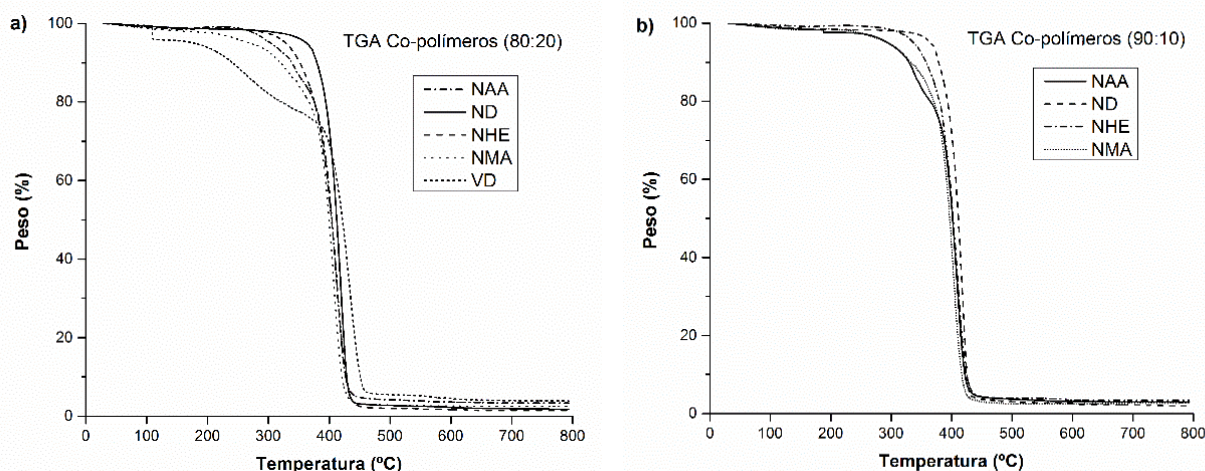 a)
TGA Co-polímeros (80:20)
NAA
ND
NHE
NMA
VD
Peso (%)
100
80
60
40
20
0
0 100 200 300 400 500 600 700 800
Temperatura (ºC)
b)
TGA Co-polímeros (90:10)
NAA
ND
NHE
NMA
Peso (%)
100
80
60
40
20
0
0 100 200 300 400 500 600 700 800
Temperatura (ºC)